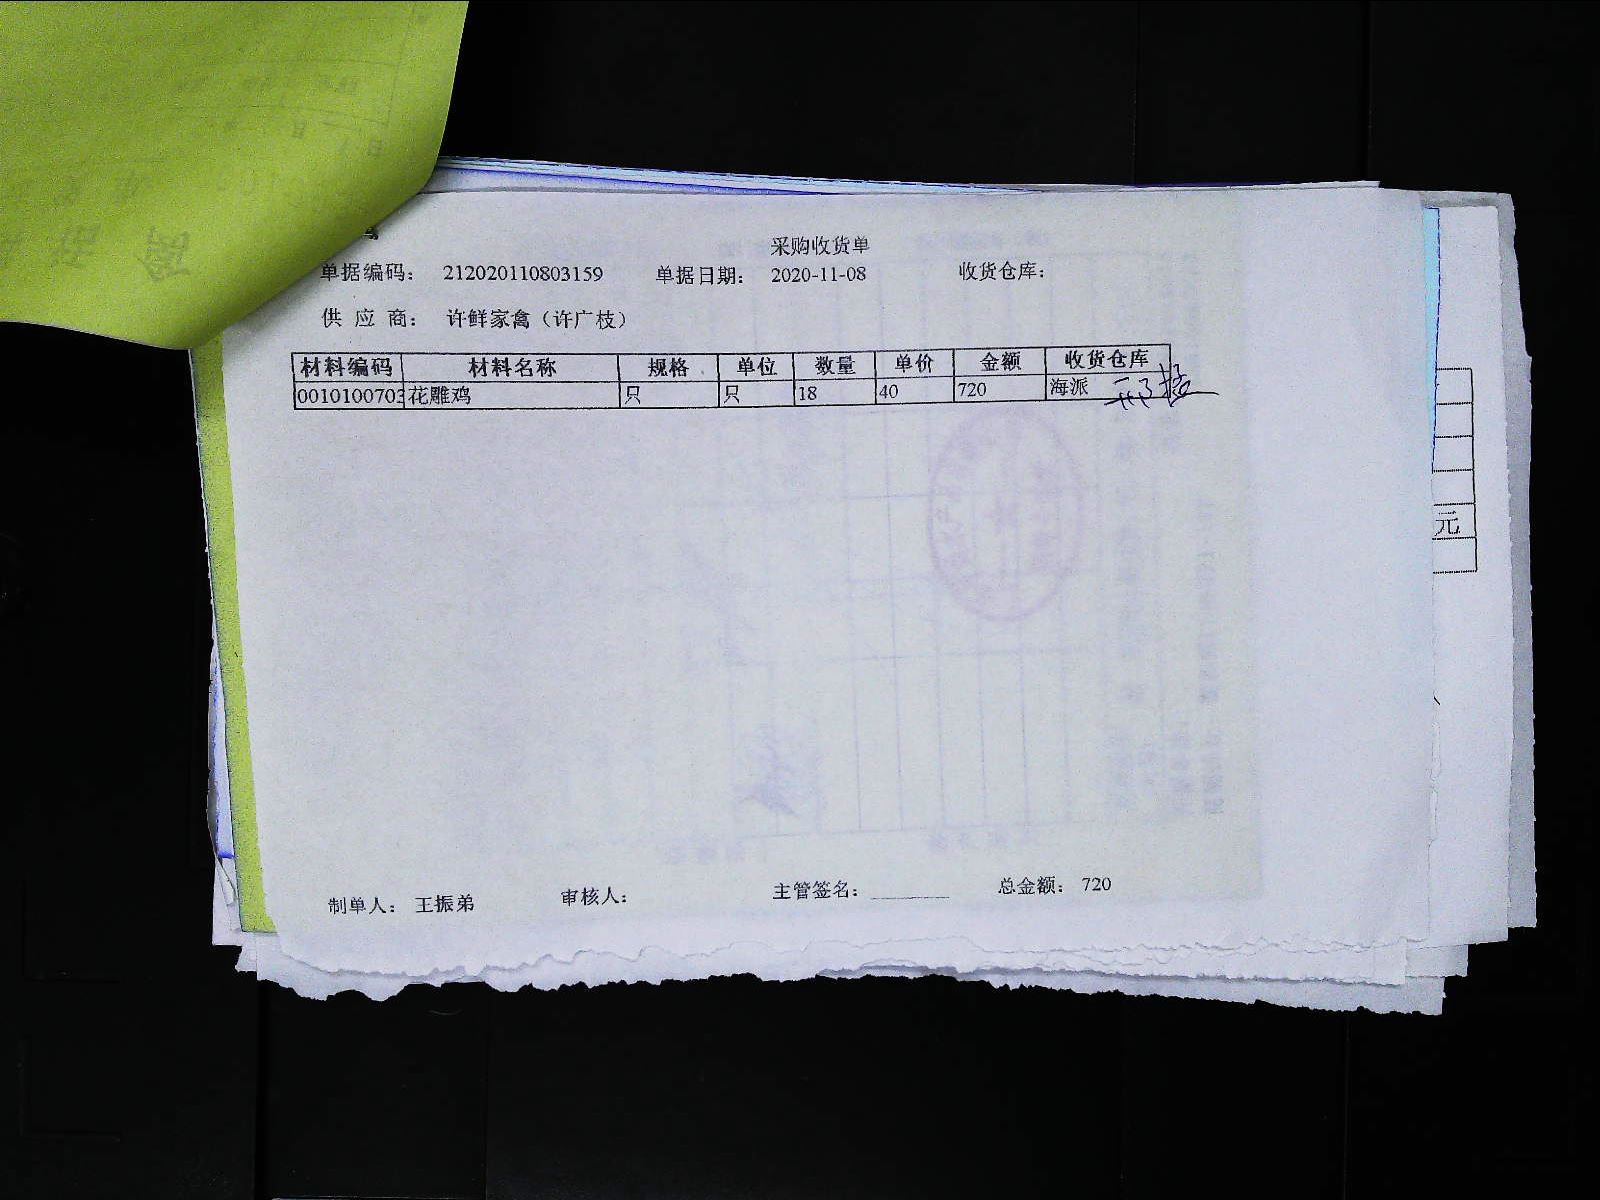 采购收货单
单据编码： 212020110803159 单据日期： 2020-11-08 收货仓库：
供 应 商： 许鲜家禽（许广枝）
材料编码 材料名称 规格 单位 数量 单价 金额 收货仓库
0010100703 花雕鸡 只 只 18 40 720 海派
元
制单人： 王振弟 审核人： 主管签名： 总金额： 720